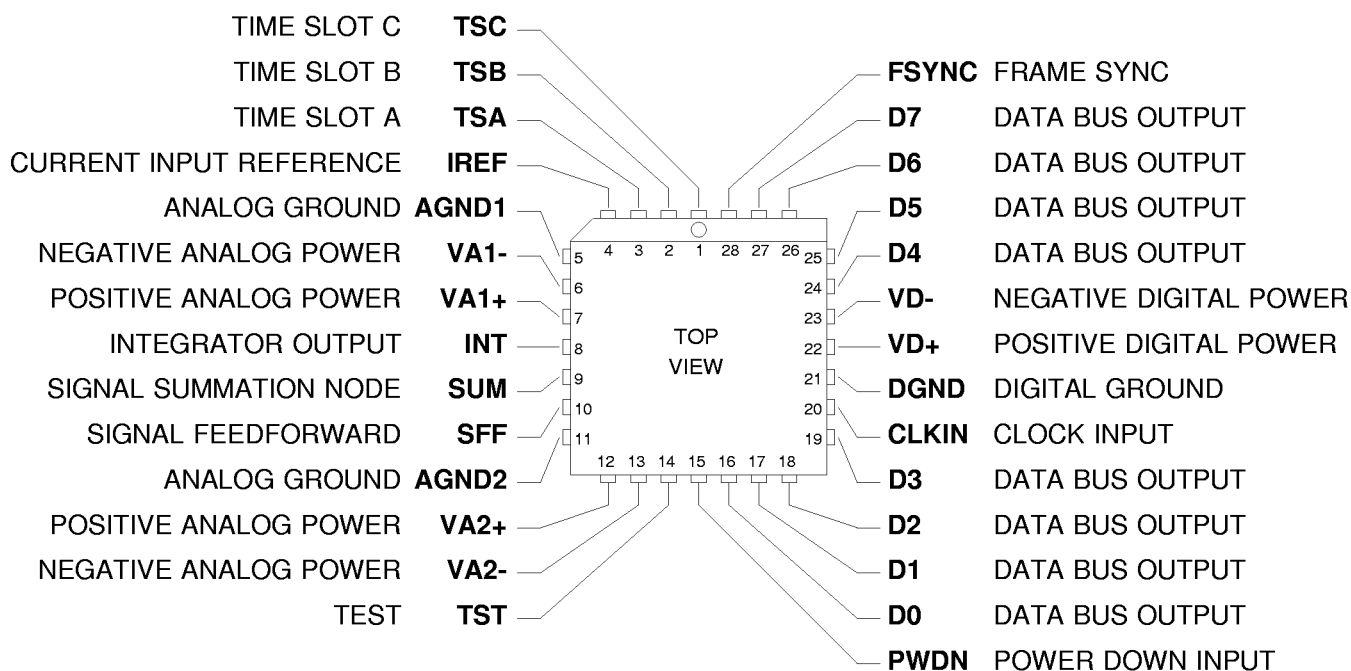 TIME SLOT C TSC
TIME SLOT B TSB
TIME SLOT A TSA
CURRENT INPUT REFERENCE IREF
ANALOG GROUND AGND1
NEGATIVE ANALOG POWER VA1-
POSITIVE ANALOG POWER VA1+
INTEGRATOR OUTPUT INT
SIGNAL SUMMATION NODE SUM
SIGNAL FEEDFORWARD SFF
ANALOG GROUND AGND2
POSITIVE ANALOG POWER VA2+
NEGATIVE ANALOG POWER VA2-
TEST TST
4 3 2 1 28 27 26
5
6
7
8
9
10
11
TOP
VIEW
25
24
23
22
21
20
19
12 13 14 15 16 17 18
FSYNC FRAME SYNC
D7 DATA BUS OUTPUT
D6 DATA BUS OUTPUT
D5 DATA BUS OUTPUT
D4 DATA BUS OUTPUT
VD- NEGATIVE DIGITAL POWER
VD+ POSITIVE DIGITAL POWER
DGND DIGITAL GROUND
CLKIN CLOCK INPUT
D3 DATA BUS OUTPUT
D2 DATA BUS OUTPUT
D1 DATA BUS OUTPUT
D0 DATA BUS OUTPUT
PWDN POWER DOWN INPUT